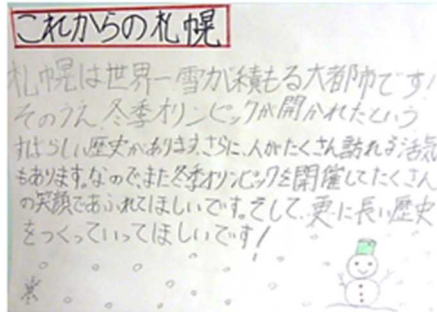 これからの札幌
札幌は世界一雪が積もる大都市です!
そのうえ冬季オリンピックが開かれたという
すばらしい歴史があります。さらに、人がたくさん訪れる活気
もあります。なので、また冬季オリンピックを開催してたくさん
の笑顔であふれてほしいです。そして、更に長い歴史
をつくっていってほしいです!